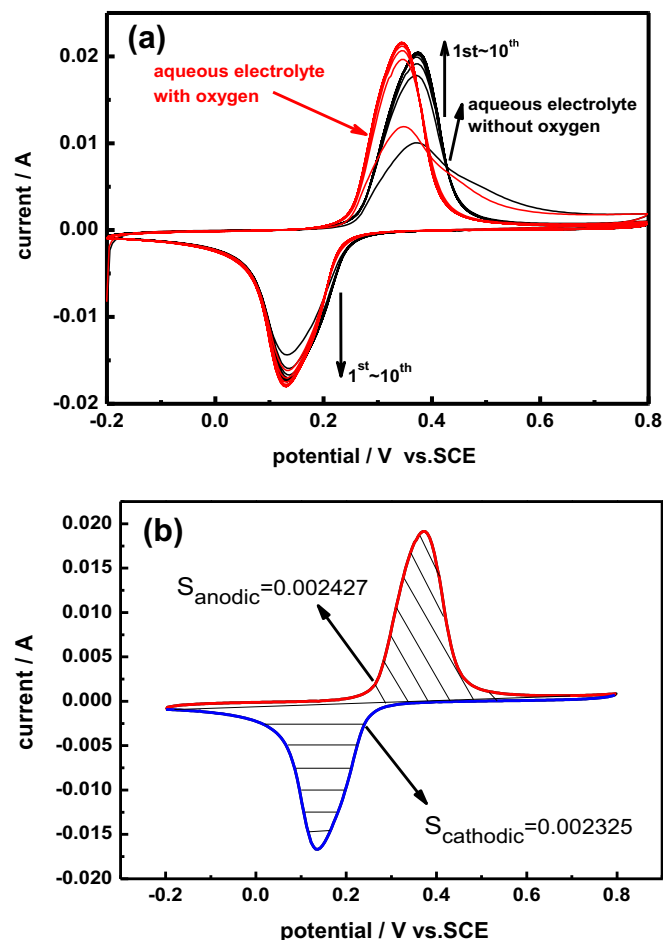 (a)
0.02
0.01
0.00
-0.01
-0.02
current / A
aqueous electrolyte
with oxygen
1st~10th
aqueous electrolyte
without oxygen
1st~10th
-0.2 0.0 0.2 0.4 0.6 0.8
potential / V vs.SCE
(b)
0.020
0.015
0.010
0.005
0.000
-0.005
-0.010
-0.015
-0.020
current / A
Sanodic=0.002427
Scathodic=0.002325
0.0 0.2 0.4 0.6 0.8
potential / V vs.SCE